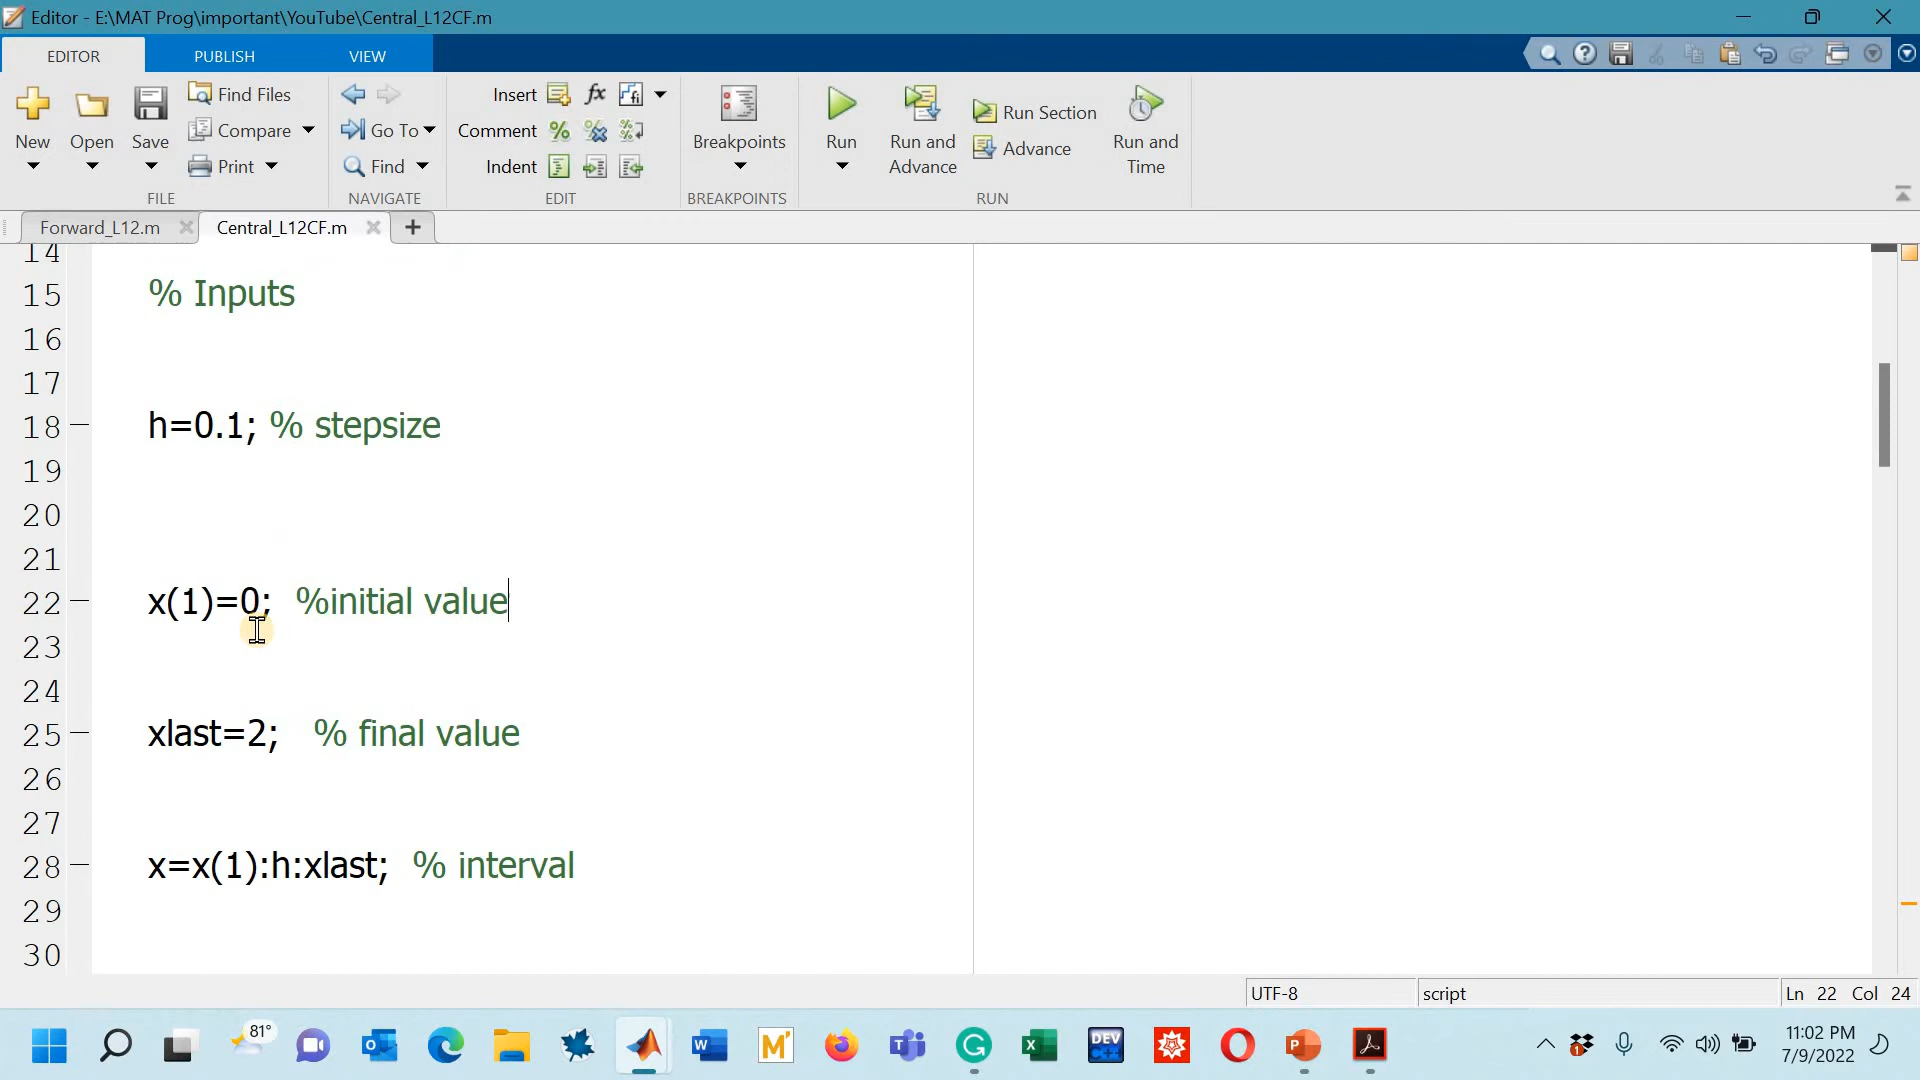 Editor - E:\MAT Prog\important\YouTube\Central_L12CF.m
EDITOR PUBLISH VIEW
New Open Save Find Files Compare Print
Go To Find
Insert fx
Comment % % %
Indent
Breakpoints
Run Run and Advance Run Section Advance Run and Time
FILE NAVIGATE EDIT BREAKPOINTS RUN
Forward_L12.m Central_L12CF.m +
14
15 % Inputs
16
17
18 h=0.1; % stepsize
19
20
21
22 x(1)=0; %initial value
23
24
25 xlast=2; % final value
26
27
28 x=x(1):h:xlast; % interval
29
30
UTF-8 script Ln 22 Col 24
81° DEV C++ 11:02 PM
7/9/2022